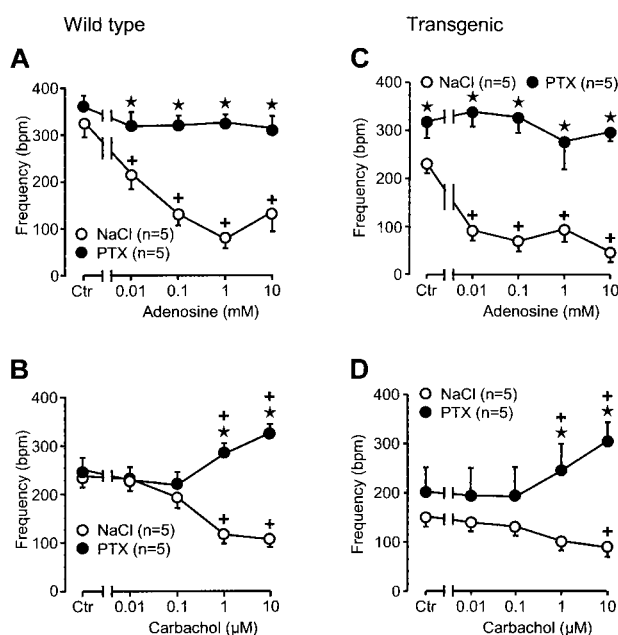 Wild type
Transgenic
A
400
300
200
100
0
Frequency (bpm)
★ ★ ★ ★
+ + + +
NaCl (n=5)
PTX (n=5)
Ctr 0.01 0.1 1 10
Adenosine (mM)
C
NaCl (n=5) PTX (n=5)
400
300
200
100
0
Frequency (bpm)
★ ★ ★ ★ ★
+ + + +
Ctr 0.01 0.1 1 10
Adenosine (mM)
B
400
300
200
100
0
Frequency (bpm)
+ +
★ ★
+ +
NaCl (n=5)
PTX (n=5)
Ctr 0.01 0.1 1 10
Carbachol (µM)
D
NaCl (n=5)
PTX (n=5)
400
300
200
100
0
Frequency (bpm)
+ +
★ ★
+
Ctr 0.01 0.1 1 10
Carbachol (µM)